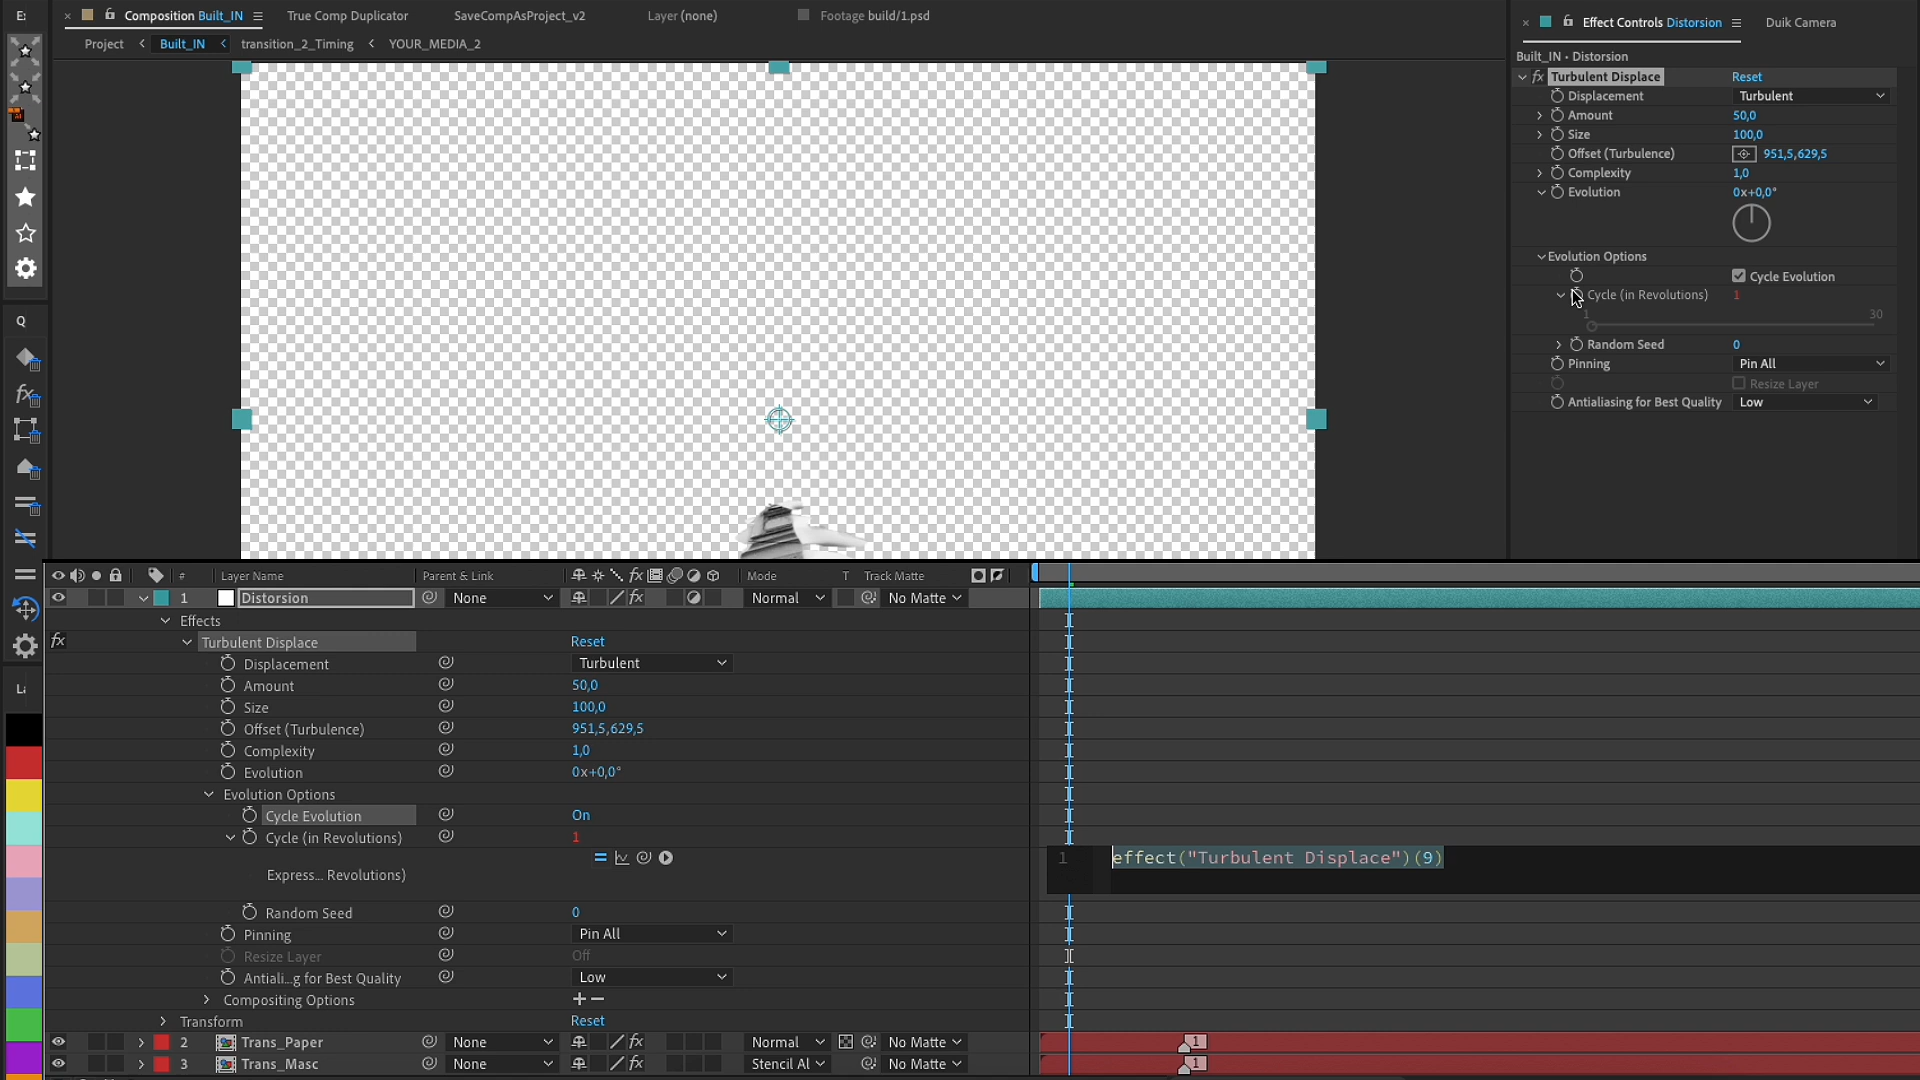 E:
Composition Built_IN
True Comp Duplicator
SaveCompAsProject_v2
Layer (none)
Footage build/1.psd
Project
Built_IN
transition_2_Timing
YOUR_MEDIA_2
Effect Controls Distorsion
Duik Camera
Built_IN • Distorsion
fx Turbulent Displace Reset
Displacement Turbulent
Amount 50,0
Size 100,0
Offset (Turbulence) 951,5,629,5
Complexity 1,0
Evolution 0x+0,0°
Evolution Options
Cycle Evolution
Cycle (in Revolutions) 1
1 30
Random Seed 0
Pinning Pin All
Resize Layer
Antialiasing for Best Quality Low
Q
# Layer Name Parent & Link fx Mode T Track Matte
1 Distorsion None fx Normal No Matte
Effects
fx Turbulent Displace Reset
Displacement Turbulent
Amount 50,0
Size 100,0
Offset (Turbulence) 951,5,629,5
Complexity 1,0
Evolution 0x+0,0°
Evolution Options
Cycle Evolution On
Cycle (in Revolutions) 1
1 effect("Turbulent Displace")(9)
Express... Revolutions)
Random Seed 0
Pinning Pin All
Resize Layer Off
Antiali...g for Best Quality Low
Compositing Options
Transform Reset
2 Trans_Paper None fx Normal No Matte 1
3 Trans_Masc None fx Stencil Al No Matte 1